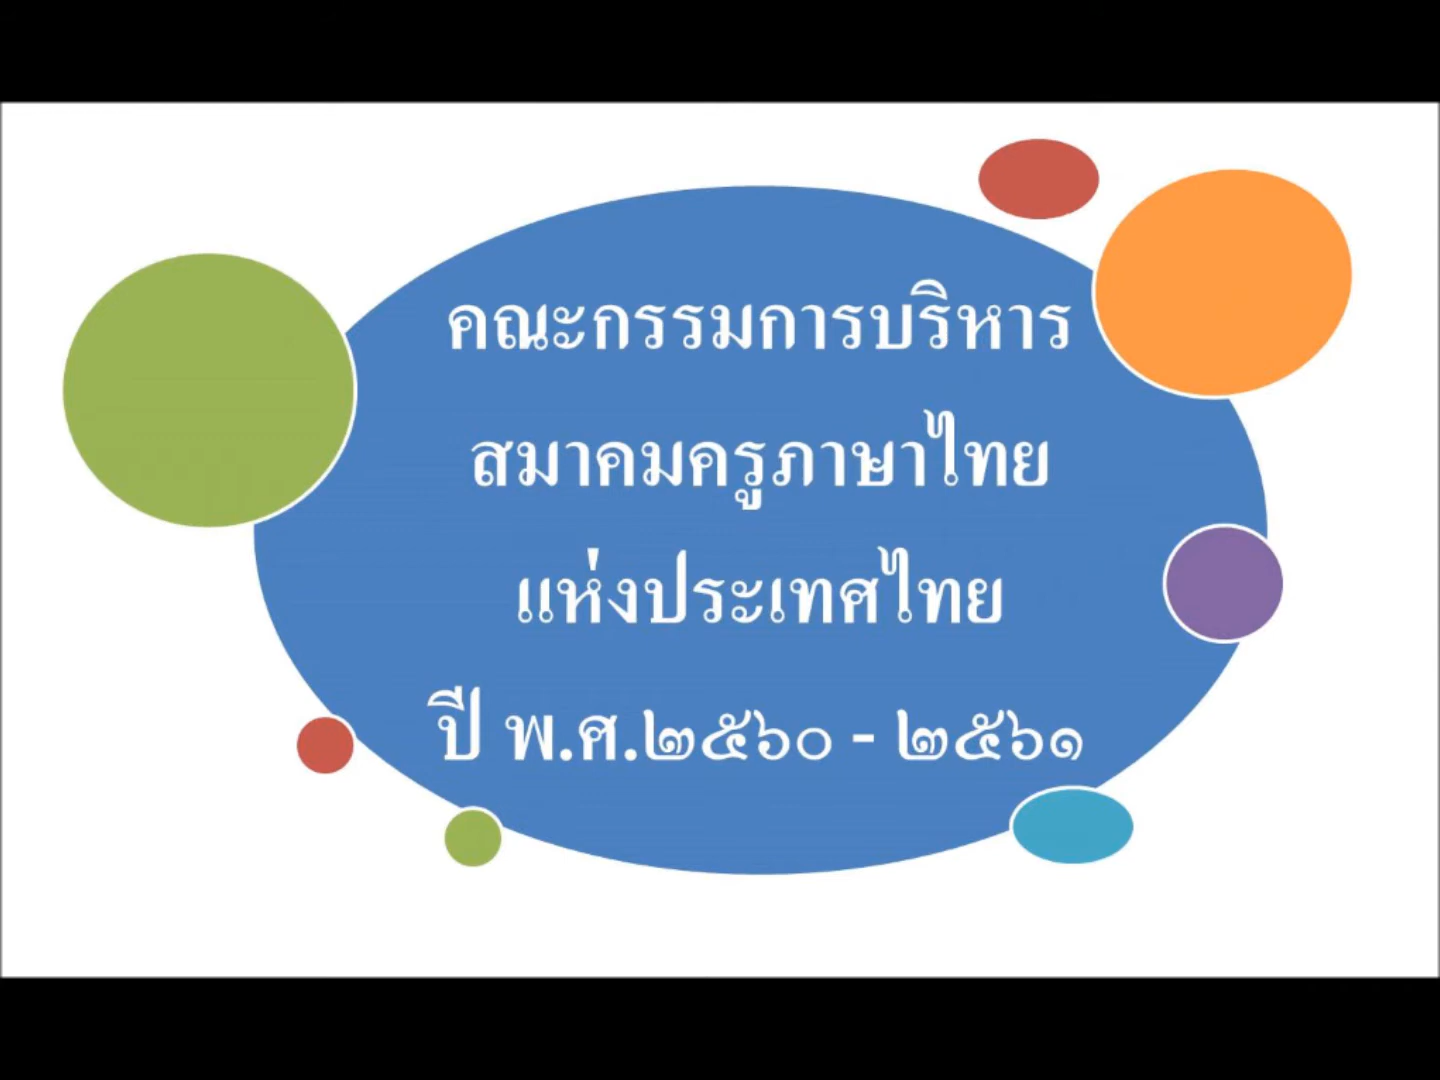 คณะกรรมการบริหาร
สมาคมครูภาษาไทย
แห่งประเทศไทย
ปี พ.ศ.๒๕๖๐ - ๒๕๖๑